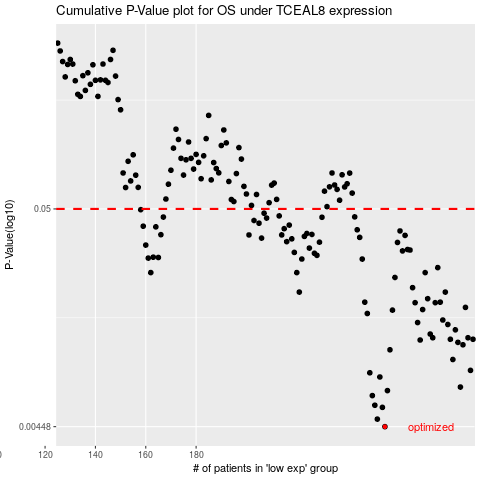 Cumulative P-Value plot for OS under TCEAL8 expression
P-Value(log10)
0.05
0.00448
optimized
0 120 140 160 180
# of patients in 'low exp' group